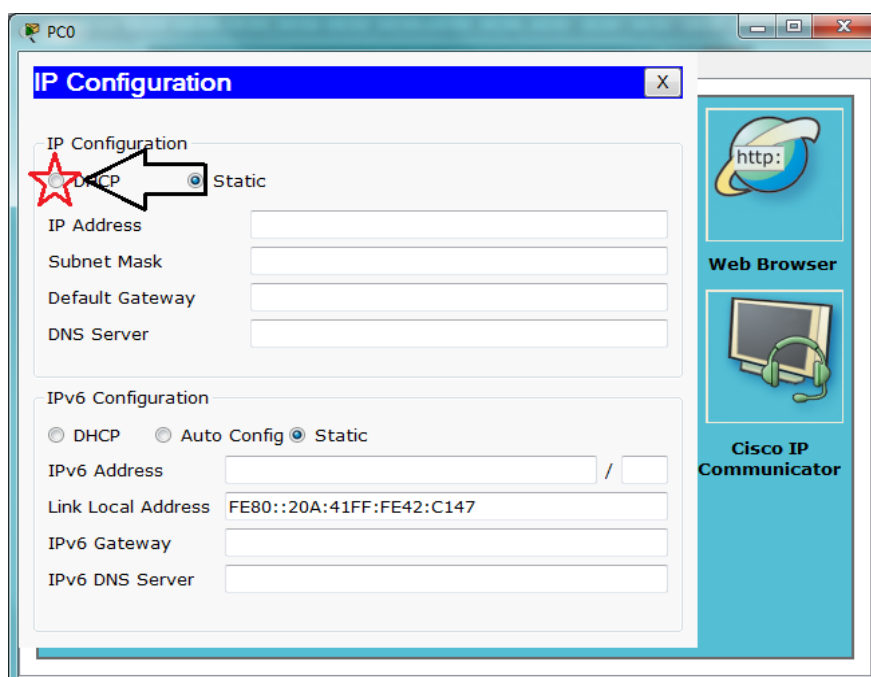 PC0
IP Configuration
X
IP Configuration
DHCP Static
IP Address
Subnet Mask
Default Gateway
DNS Server
IPv6 Configuration
DHCP Auto Config Static
IPv6 Address /
Link Local Address FE80::20A:41FF:FE42:C147
IPv6 Gateway
IPv6 DNS Server
http:
Web Browser
Cisco IP
Communicator